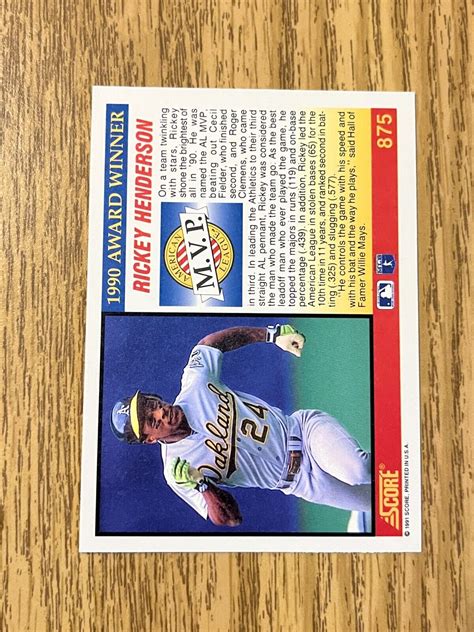 1990 AWARD WINNER
RICKEY HENDERSON
AMERICAN
M.V.P.
LEAGUE
On a team twinkling
with stars, Rickey
shone the brightest of
all in '90. He was
named the AL MVP,
beating out Cecil
Fielder, who finished
second, and Roger
Clemens, who came
in third. In leading the Athletics to their third
straight AL pennant, Rickey was considered
the man who made the team go. As the best
leadoff man who ever played the game, he
topped the majors in runs (119) and on-base
percentage (.439). In addition, Rickey led the
American League in stolen bases (65) for the
10th time in 11 years, and ranked second in bat-
ting (.325) and slugging (.577).
"He controls the game with his speed and
with his bat and the way he plays," said Hall of
Famer Willie Mays.
875
A's
Oakland
24
SCORE
© 1991 SCORE, PRINTED IN U.S.A.